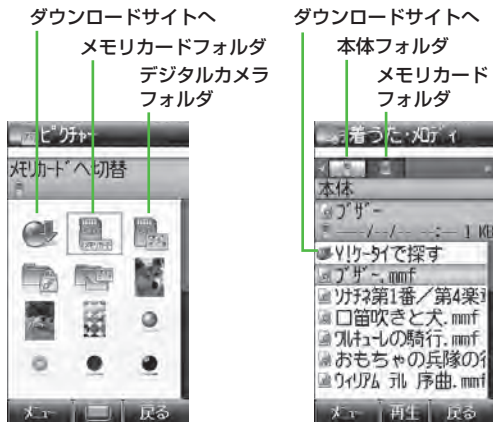 ダウンロードサイトへ
メモリカードフォルダ
デジタルカメラ
フォルダ
ピクチャー
メモリカードへ切替
メニュー
戻る
ダウンロードサイトへ
本体フォルダ
メモリカード
フォルダ
着うた・メロディ
本体
ブザー
--/--/-- --:-- 1 KB
Y!ケータイで探す
ブザー.mmf
ソナチネ第1番/第4楽
口笛吹きと犬.mmf
ワルキューレの騎行.mmf
おもちゃの兵隊の行
ウィリアム テル 序曲.mmf
メニュー
再生
戻る